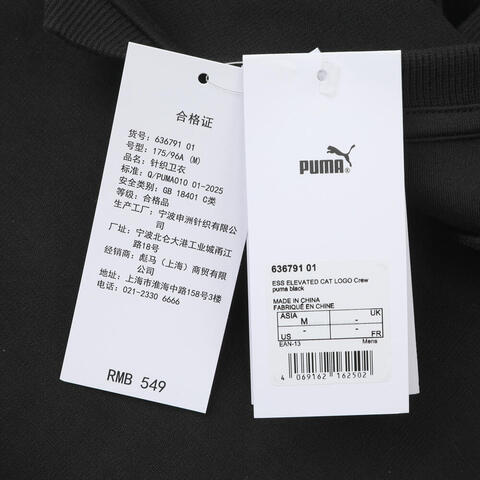 合格证
货号: 636791 01
号型: 175/96A (M)
品名: 针织卫衣
标准: Q/PUMA010 01-2025
安全类别: GB 18401 C类
等级: 合格品
生产工厂: 宁波申洲针织有限公
司
厂址: 宁波北仑大港工业城甬江
路18号
经销商: 彪马(上海)商贸有限
公司
地址: 上海市淮海中路158号3楼
电话: 021-2330 6666
RMB 549
PUMA
636791 01
ESS ELEVATED CAT LOGO Crew
puma black
MADE IN CHINA
FABRIQUÉ EN CHINE
ASIA M - UK
US - - FR
EAN-13 Mens
4 069162 162502